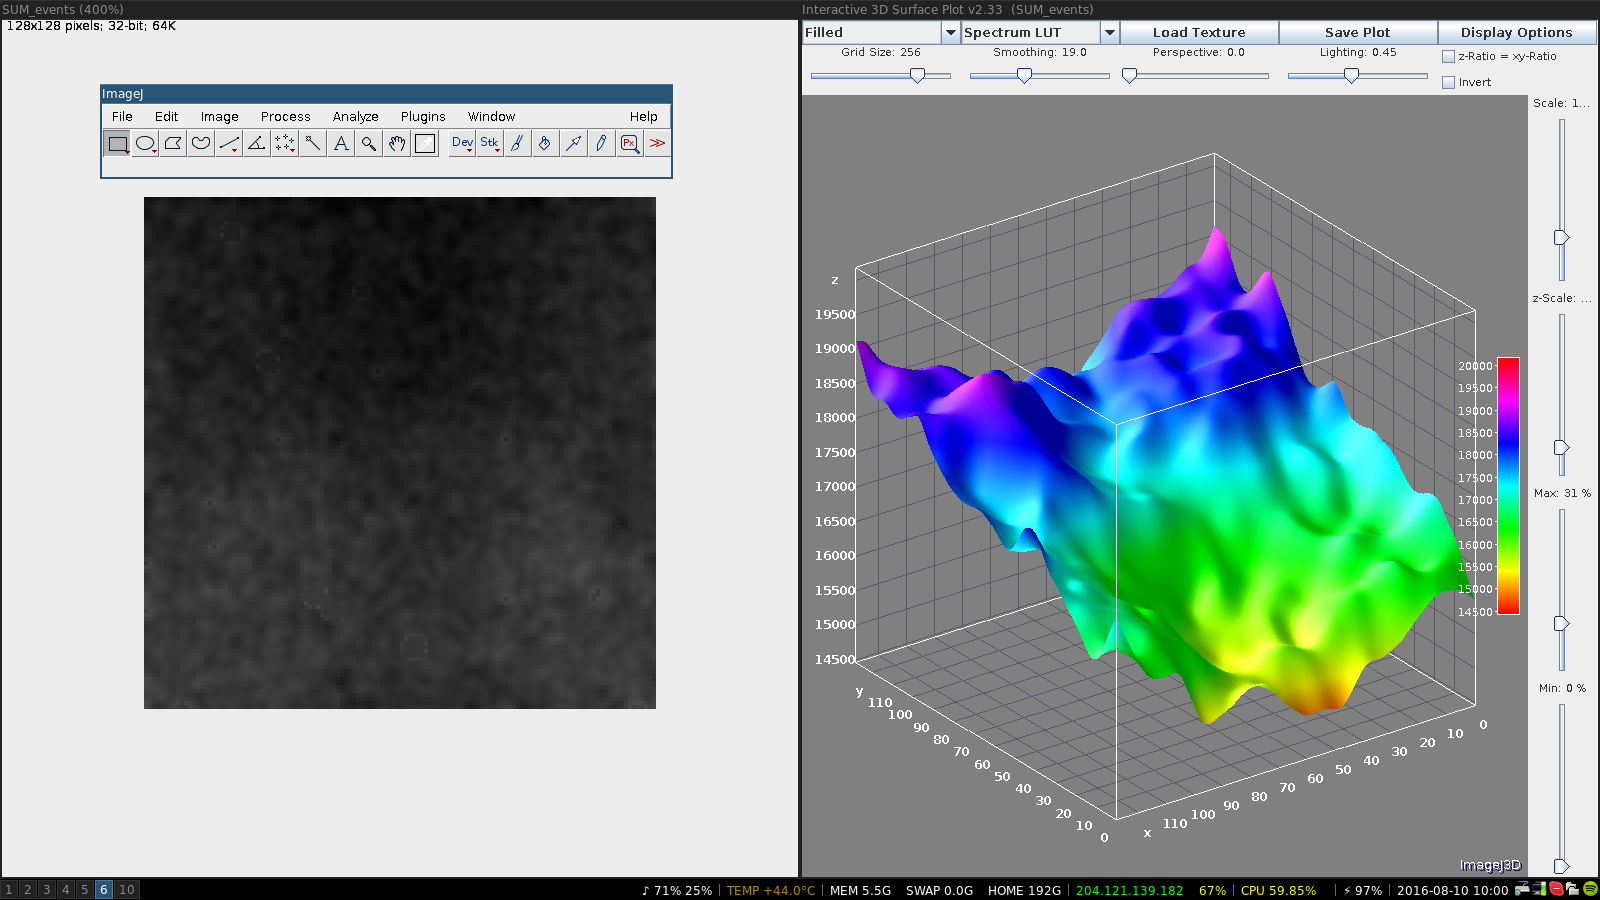 SUM_events (400%)
128x128 pixels; 32-bit; 64K
ImageJ
File Edit Image Process Analyze Plugins Window Help
A Dev Stk Px >>
Interactive 3D Surface Plot v2.33 (SUM_events)
Filled Spectrum LUT Load Texture Save Plot Display Options
Grid Size: 256 Smoothing: 19.0 Perspective: 0.0 Lighting: 0.45
z-Ratio = xy-Ratio
Invert
Scale: 1...
z-Scale: ...
Max: 31 %
Min: 0 %
z
19500
19000
18500
18000
17500
17000
16500
16000
15500
15000
14500
20000
19500
19000
18500
18000
17500
17000
16500
16000
15500
15000
14500
y
110
100
90
80
70
60
50
40
30
20
10
0
x 110 100 90 80 70 60 50 40 30 20 10 0
ImageJ3D
1 2 3 4 5 6 10
♪ 71% 25% TEMP +44.0°C MEM 5.5G SWAP 0.0G HOME 192G 204.121.139.182 67% CPU 59.85% ⚡ 97% 2016-08-10 10:00